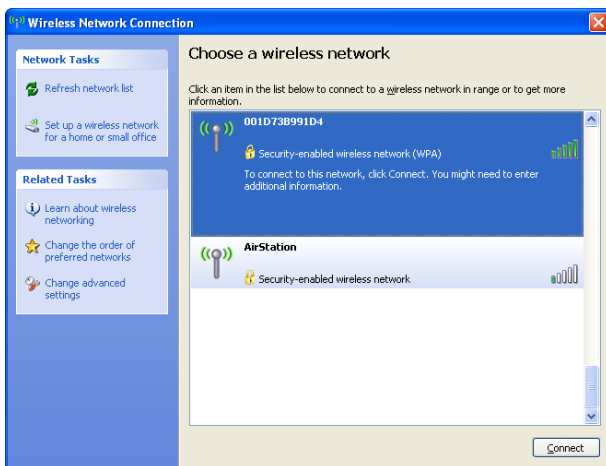 Wireless Network Connection
Network Tasks
Refresh network list
Set up a wireless network
for a home or small office
Related Tasks
Learn about wireless
networking
Change the order of
preferred networks
Change advanced
settings
Choose a wireless network
Click an item in the list below to connect to a wireless network in range or to get more
information.
001D73B991D4
Security-enabled wireless network (WPA)
To connect to this network, click Connect. You might need to enter
additional information.
AirStation
Security-enabled wireless network
Connect